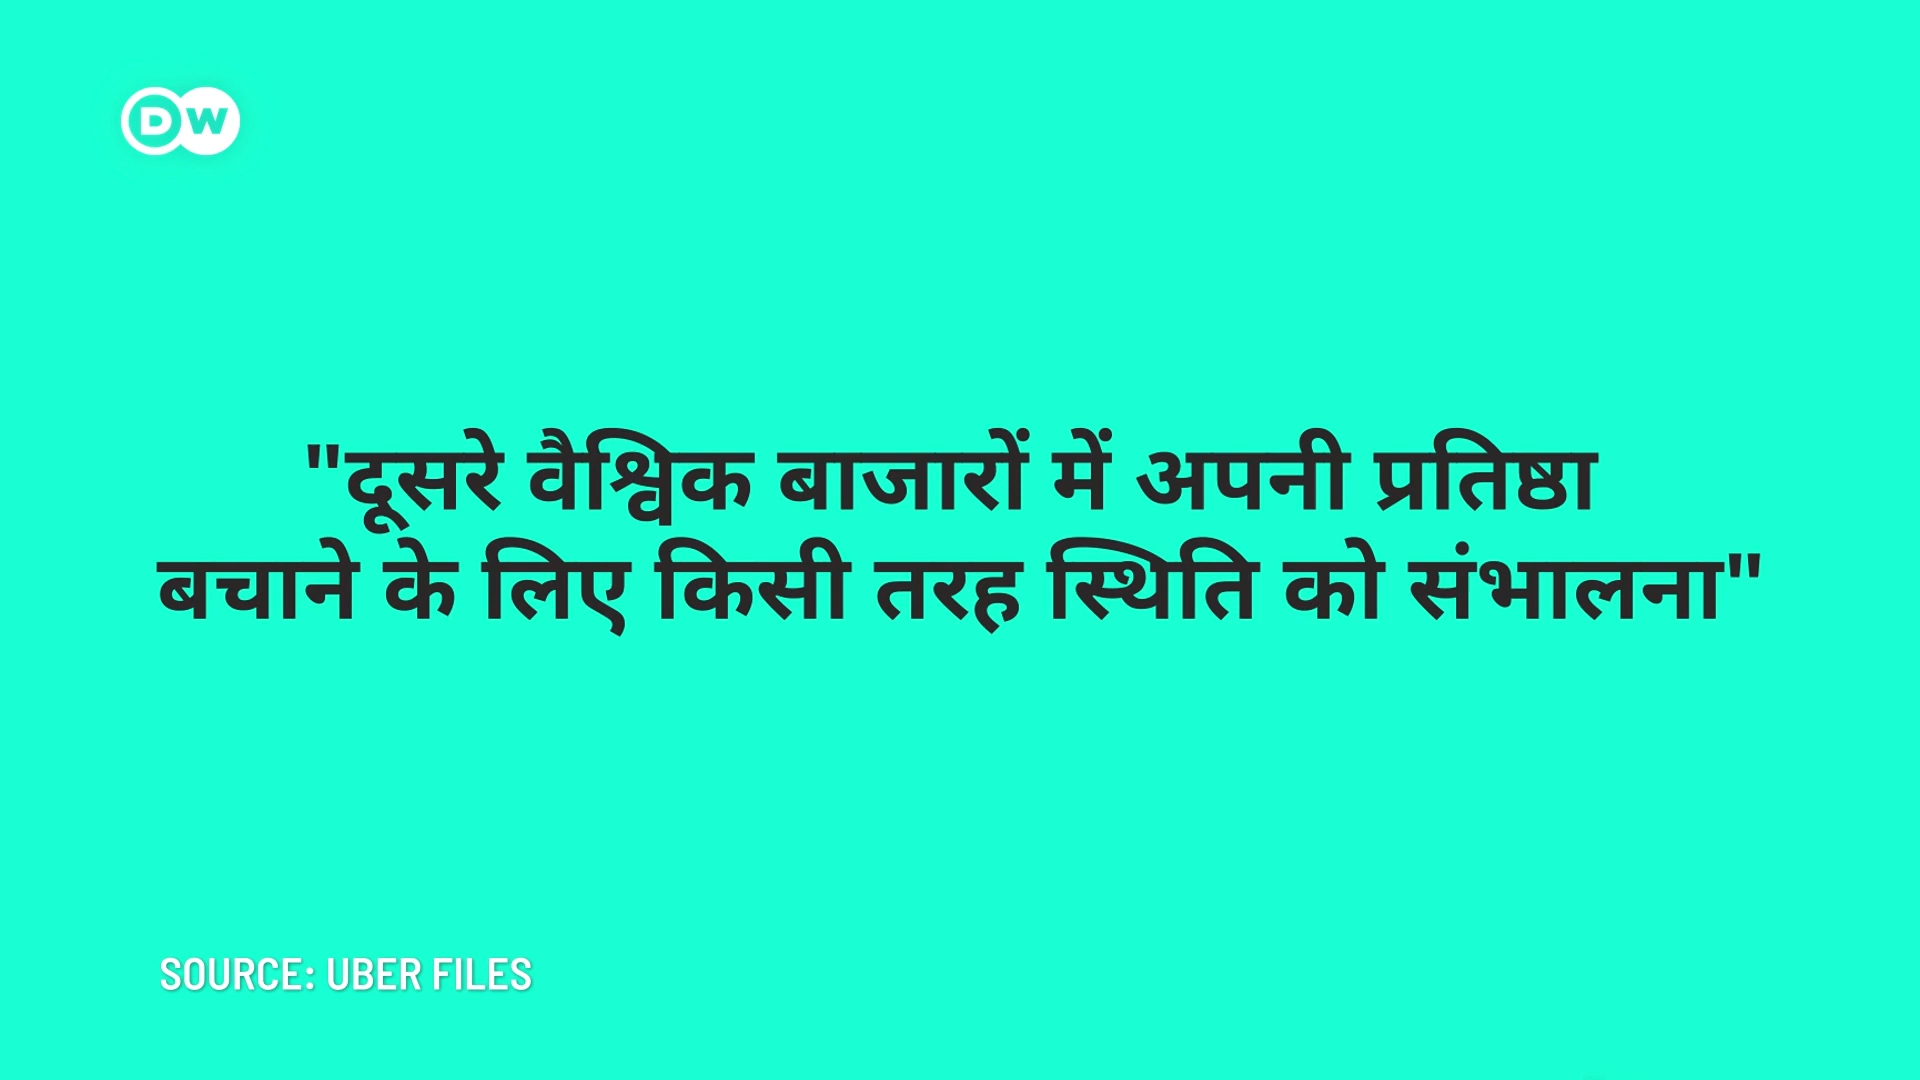 DW
"दूसरे वैश्विक बाजारों में अपनी प्रतिष्ठा
बचाने के लिए किसी तरह स्थिति को संभालना"
SOURCE: UBER FILES